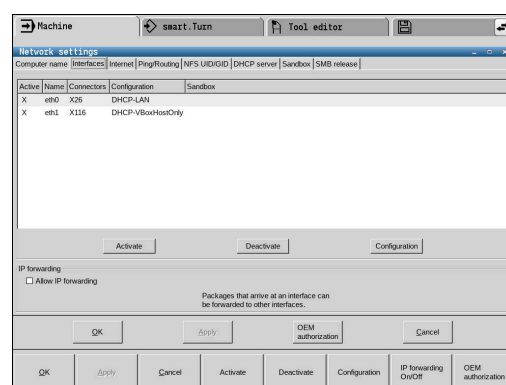 Machine
smart.Turn
Tool editor
Network settings
Computer name Interfaces Internet Ping/Routing NFS UID/GID DHCP server Sandbox SMB release
Active Name Connectors Configuration Sandbox
X eth0 X26 DHCP-LAN
X eth1 X116 DHCP-VBoxHostOnly
Activate Deactivate Configuration
IP forwarding
Allow IP forwarding
Packages that arrive at an interface can
be forwarded to other interfaces.
OK Apply OEM authorization Cancel
OK Apply Cancel Activate Deactivate Configuration IP forwarding On/Off OEM authorization